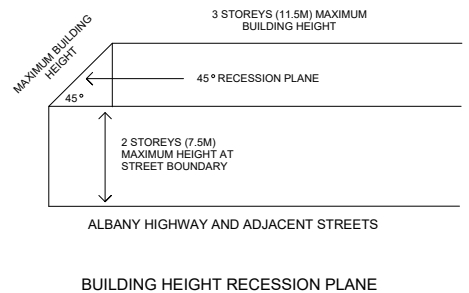 3 STOREYS (11.5M) MAXIMUM
BUILDING HEIGHT
MAXIMUM BUILDING
HEIGHT
45° RECESSION PLANE
45°
2 STOREYS (7.5M)
MAXIMUM HEIGHT AT
STREET BOUNDARY
ALBANY HIGHWAY AND ADJACENT STREETS
BUILDING HEIGHT RECESSION PLANE